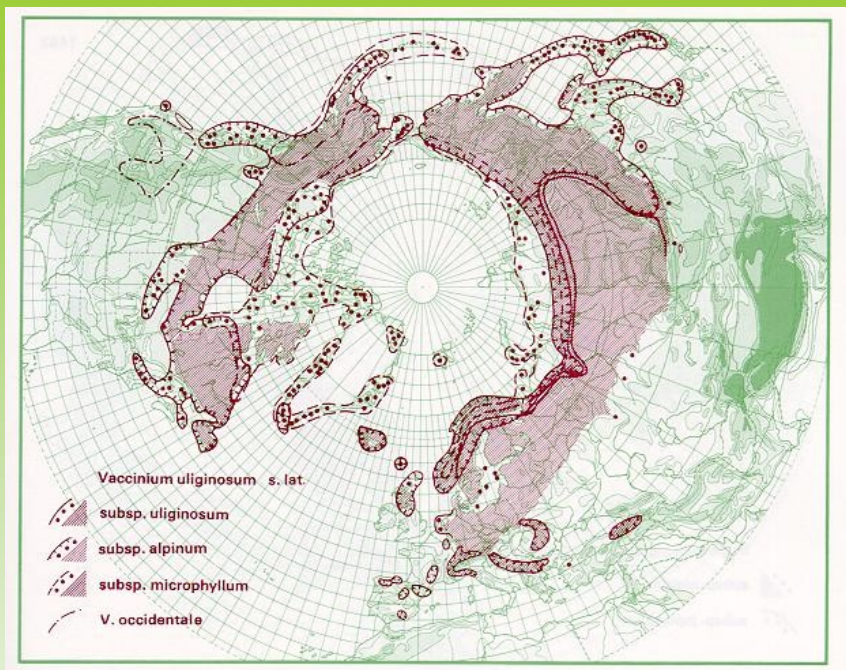 Vaccinium uliginosum s. lat.
subsp. uliginosum
subsp. alpinum
subsp. microphyllum
V. occidentale